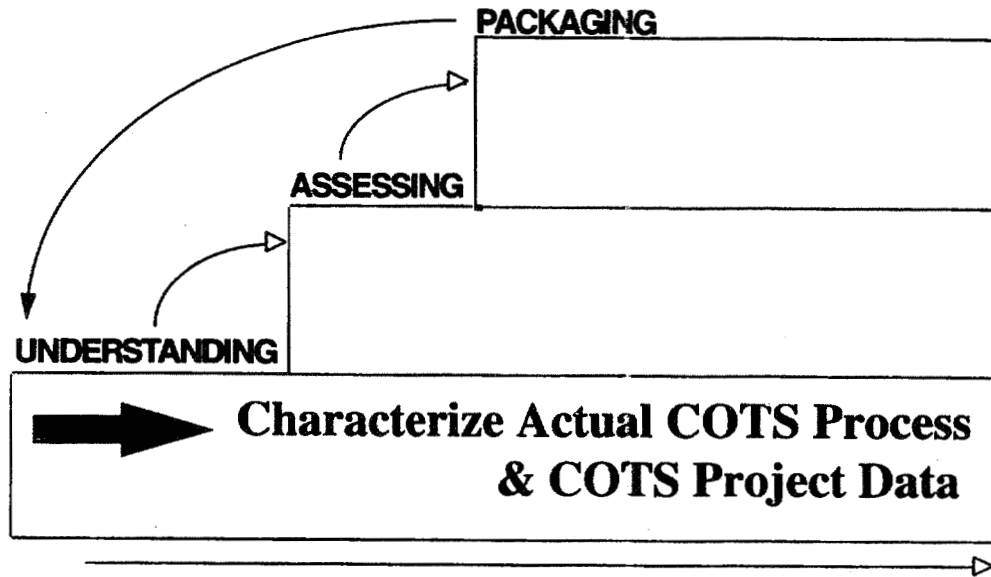 PACKAGING
ASSESSING
UNDERSTANDING
Characterize Actual COTS Process
& COTS Project Data